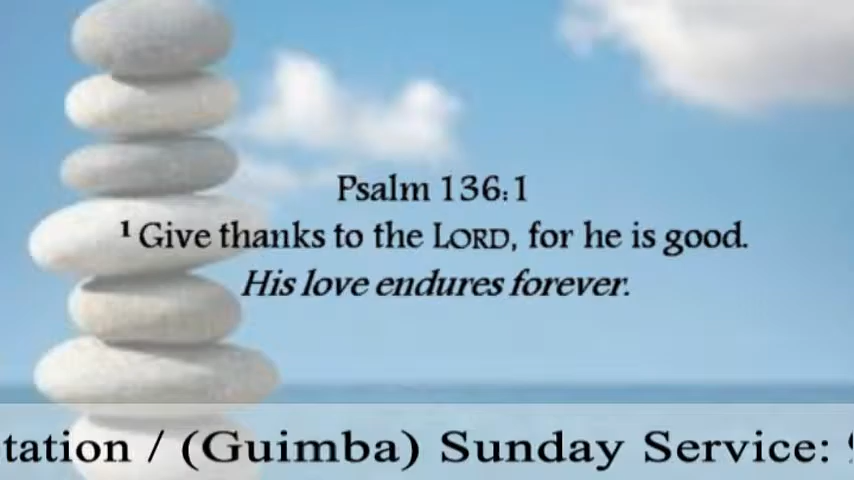 Psalm 136:1
¹ Give thanks to the LORD, for he is good.
His love endures forever.
tation / (Guimba) Sunday Service: